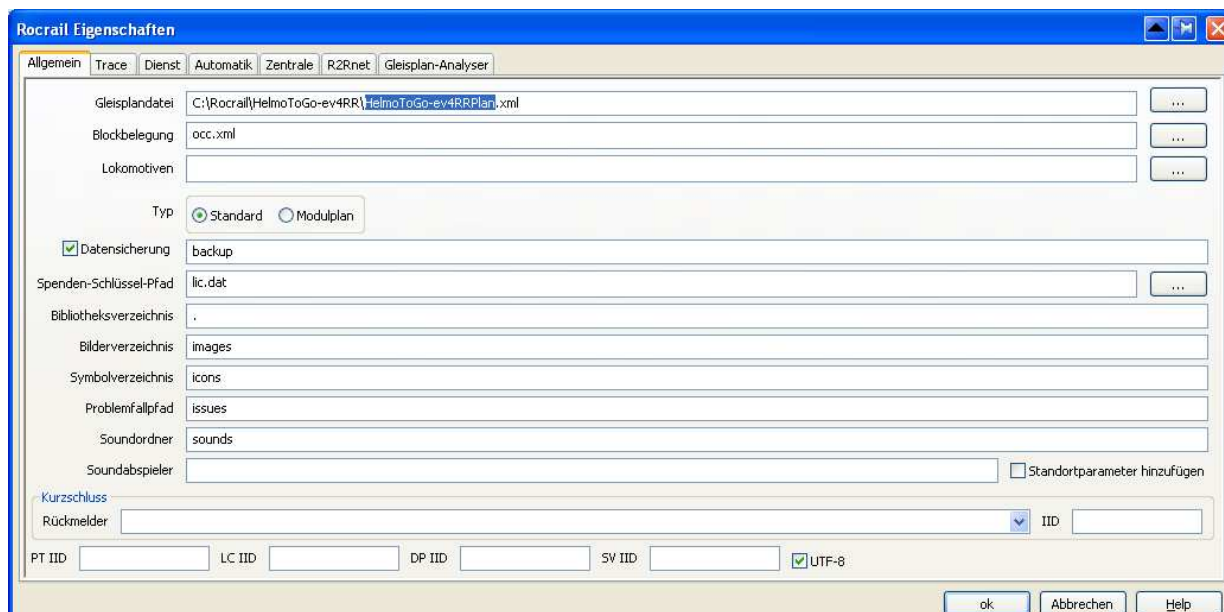 Rocrail Eigenschaften
Allgemein Trace Dienst Automatik Zentrale R2Rnet Gleisplan-Analyser
Gleisplandatei C:\Rocrail\HelmoToGo-ev4RR\HelmoToGo-ev4RRPlan.xml ...
Blockbelegung occ.xml ...
Lokomotiven ...
Typ Standard Modulplan
Datensicherung backup
Spenden-Schlüssel-Pfad lic.dat ...
Bibliotheksverzeichnis .
Bilderverzeichnis images
Symbolverzeichnis icons
Problemfallpfad issues
Soundordner sounds
Soundabspieler Standortparameter hinzufügen
Kurzschluss
Rückmelder IID
PT IID LC IID DP IID SV IID UTF-8
ok Abbrechen Help